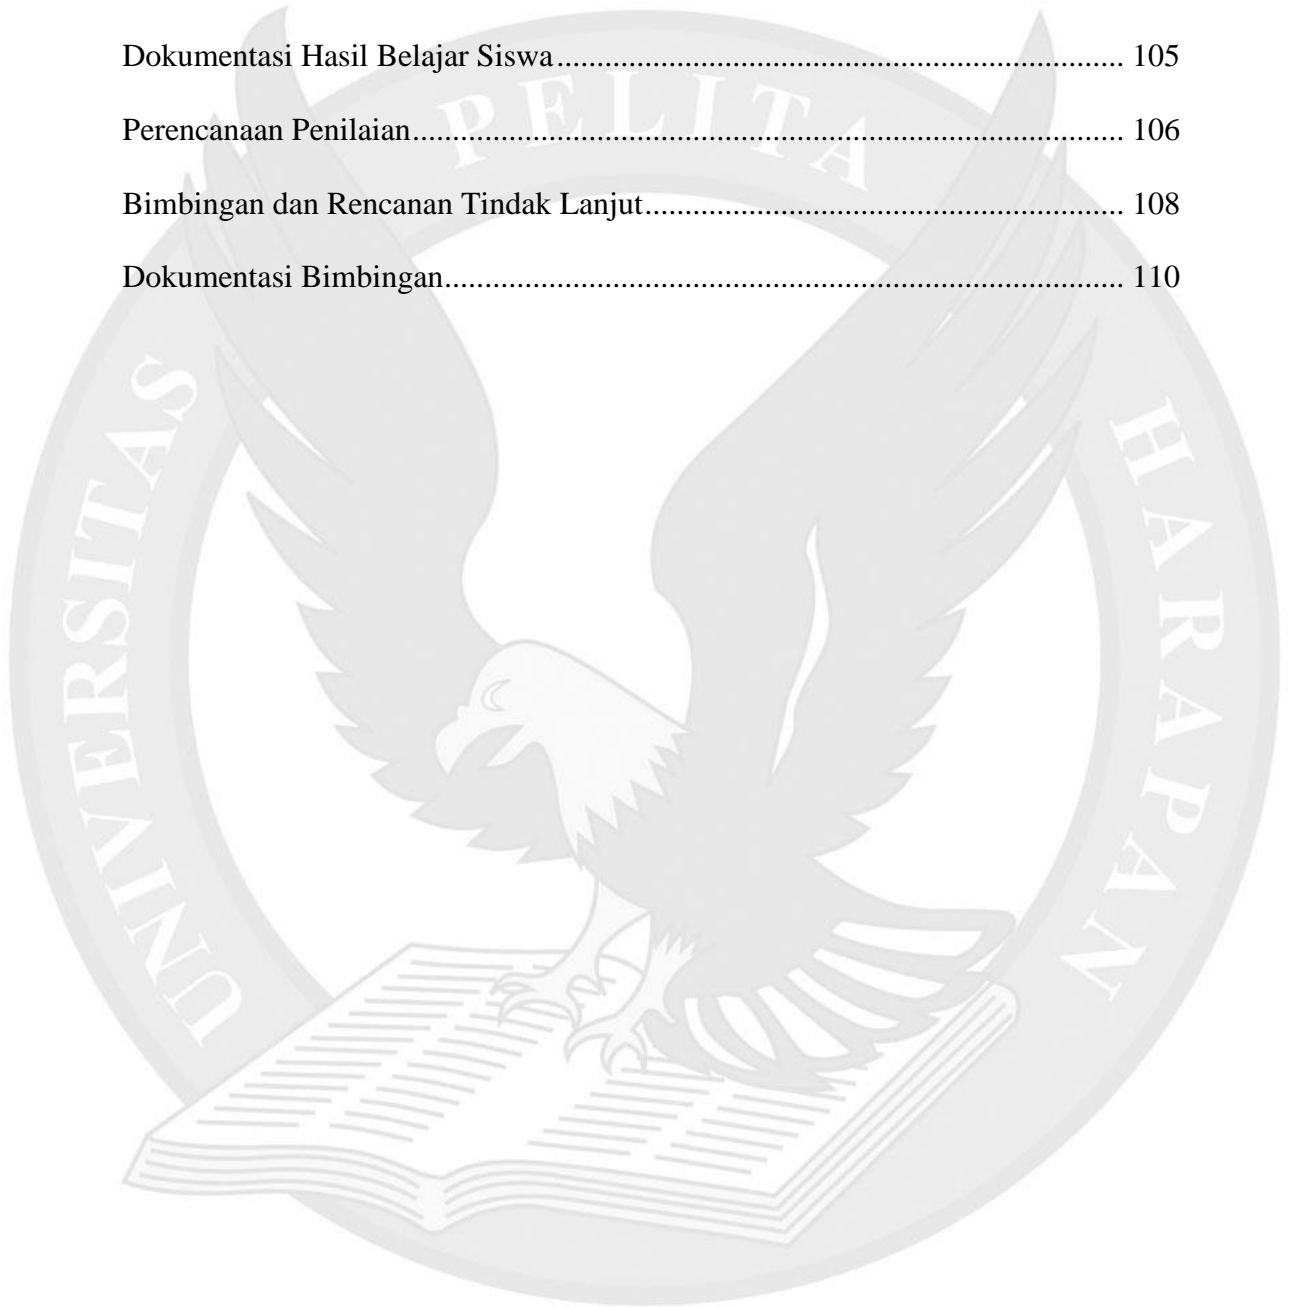 Dokumentasi Hasil Belajar Siswa ........................................................................ 105
Perencanaan Penilaian.......................................................................................... 106
Bimbingan dan Rencanan Tindak Lanjut............................................................. 108
Dokumentasi Bimbingan...................................................................................... 110
UNIVERSITAS PELITA HARAPAN